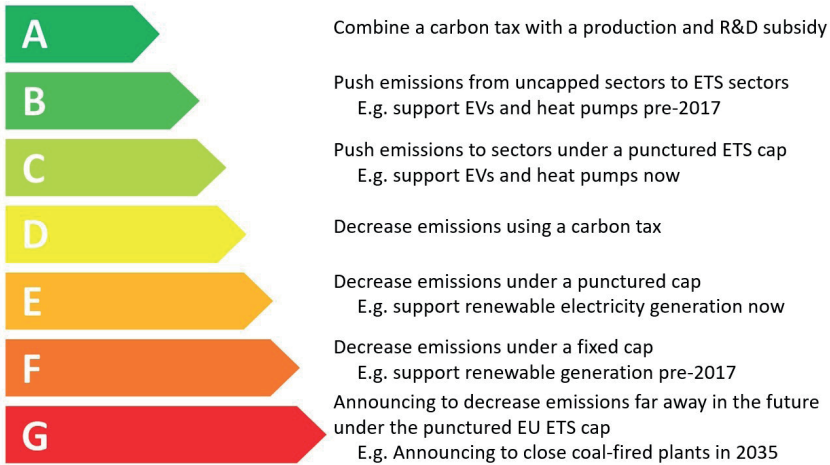 A
Combine a carbon tax with a production and R&D subsidy
B
Push emissions from uncapped sectors to ETS sectors
E.g. support EVs and heat pumps pre-2017
C
Push emissions to sectors under a punctured ETS cap
E.g. support EVs and heat pumps now
D
Decrease emissions using a carbon tax
E
Decrease emissions under a punctured cap
E.g. support renewable electricity generation now
F
Decrease emissions under a fixed cap
E.g. support renewable generation pre-2017
G
Announcing to decrease emissions far away in the future
under the punctured EU ETS cap
E.g. Announcing to close coal-fired plants in 2035